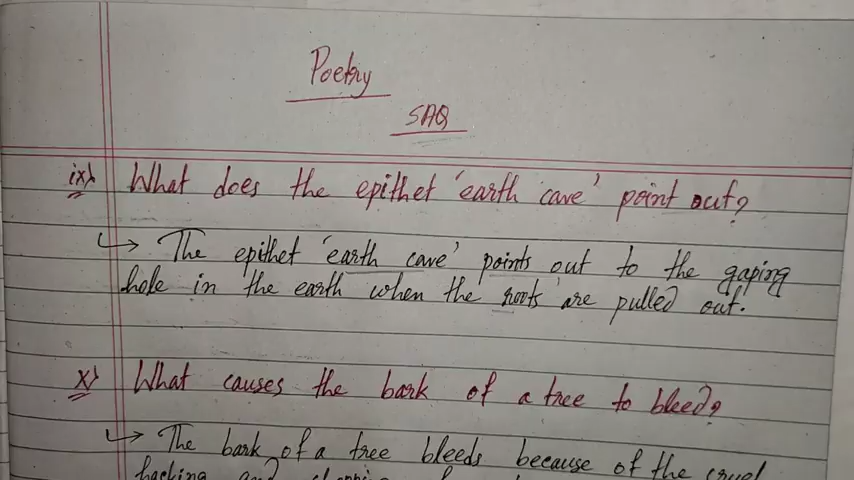 Poetry
SAQ
ix) What does the epithet 'earth cave' point out?
↳ The epithet 'earth cave' points out to the gaping
hole in the earth when the roots are pulled out.
x) What causes the bark of a tree to bleed?
↳ The bark of a tree bleeds because of the cruel
hacking and